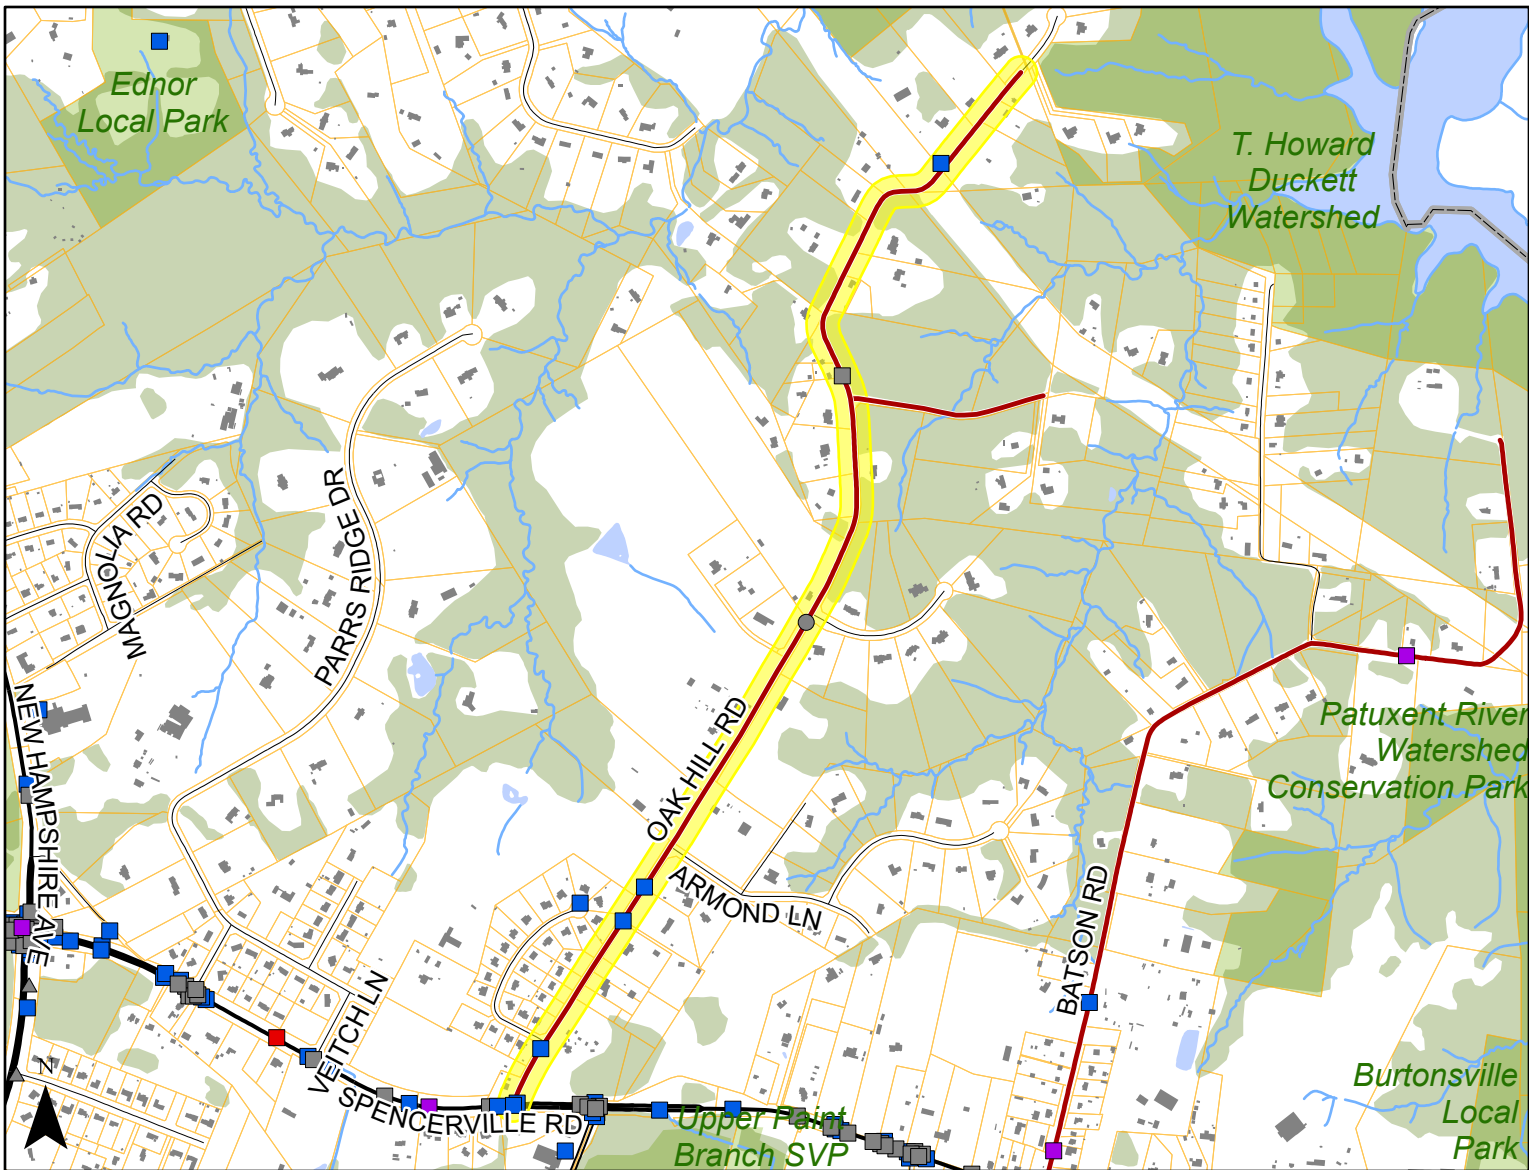 Ednor
Local Park
T. Howard
Duckett
Watershed
MAGNOLIA RD
PARRS RIDGE DR
NEW HAMPSHIRE AVE
OAK HILL RD
Patuxent River
Watershed
Conservation Park
ARMOND LN
BATSON RD
VEITCH LN
SPENCERVILLE RD
N
Upper Paint
Branch SVP
Burtonsville
Local
Park